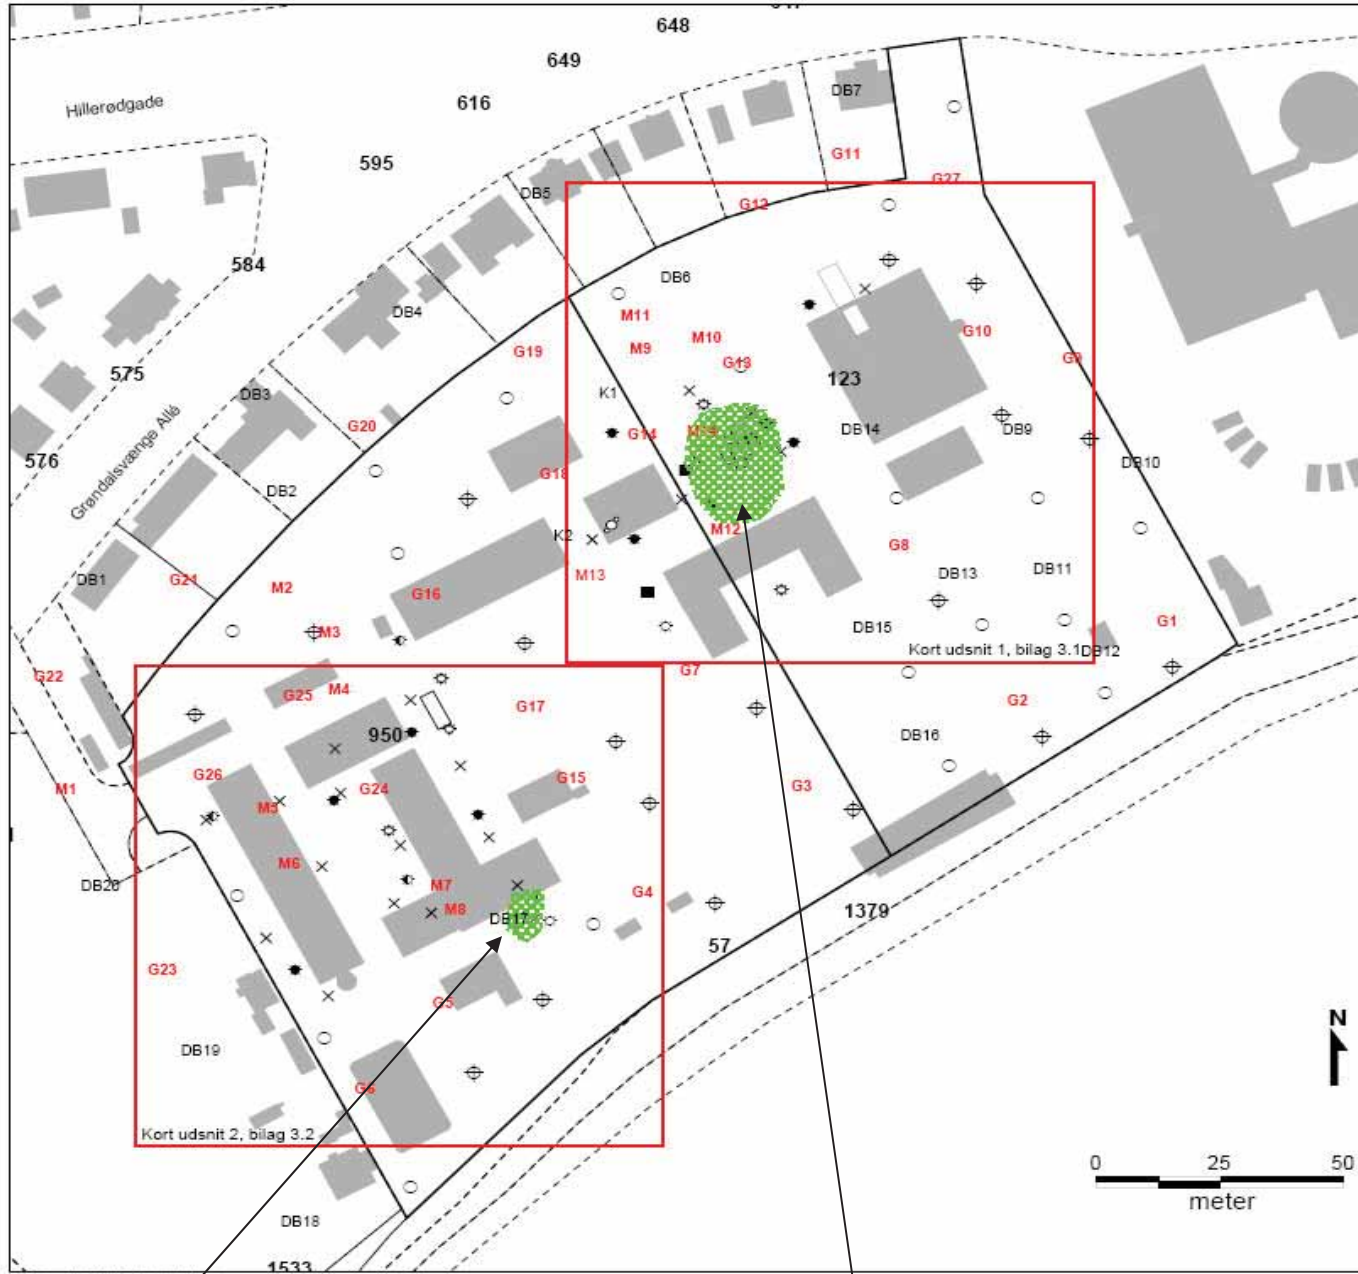 648
649
616
Hillerødgade
595
DB7
G11
G27
DB5
G12
584
DB6
DB4
M11
M10
G10
M9
G19
G13
G9
575
123
K1
DB3
Grøndalsvænge Allé
G20
G14
DB14
DB9
576
G18
DB10
DB2
M12
K2
G8
DB1
G21
M2
G16
M13
DB13
DB11
M3
DB15
G1
Kort udsnit 1, bilag 3.1
DB12
G22
G7
G25
M4
G17
G2
950
DB16
G26
G24
G15
M1
M5
G3
M6
M7
G4
DB20
M8
DB17
1379
57
G23
G5
DB19
G6
N
Kort udsnit 2, bilag 3.2
0 25 50
meter
DB18
1533